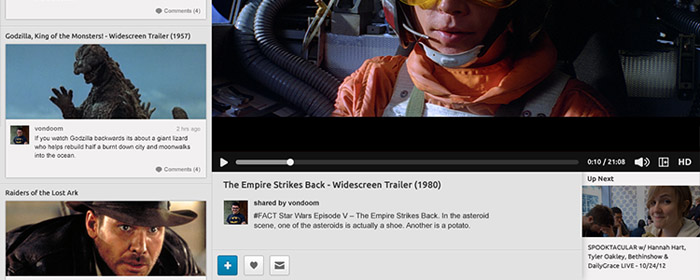 Comments (4)
Godzilla, King of the Monsters! - Widescreen Trailer (1957)
vondoom
2 hrs ago
If you watch Godzilla backwards its about a giant lizard
who helps rebuild half a burnt down city and moonwalks
into the ocean.
Comments (4)
Raiders of the Lost Ark
0:10 / 21:08
HD
The Empire Strikes Back - Widescreen Trailer (1980)
shared by vondoom
#FACT Star Wars Episode V – The Empire Strikes Back. In the asteroid
scene, one of the asteroids is actually a shoe. Another is a potato.
Up Next
SPOOKTACULAR w/ Hannah Hart,
Tyler Oakley, Bethinshow &
DailyGrace LIVE - 10/24/12